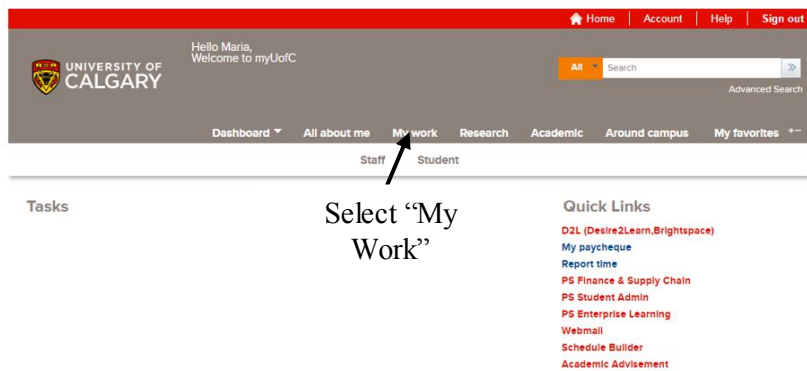 Home Account Help Sign out
Hello Maria,
Welcome to myUofC
UNIVERSITY OF
CALGARY
All Search
Advanced Search
Dashboard All about me My work Research Academic Around campus My favorites
Staff Student
Tasks
Select “My
Work”
Quick Links
D2L (Desire2Learn,Brightspace)
My paycheque
Report time
PS Finance & Supply Chain
PS Student Admin
PS Enterprise Learning
Webmail
Schedule Builder
Academic Advisement